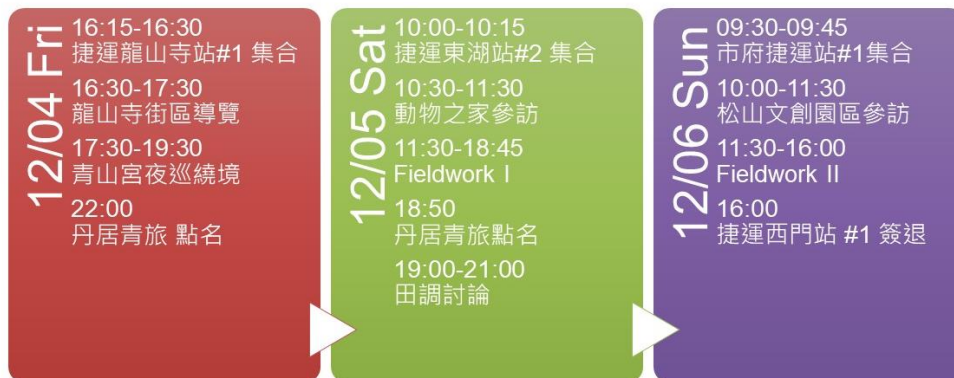 12/04 Fri
16:15-16:30
捷運龍山寺站#1 集合
16:30-17:30
龍山寺街區導覽
17:30-19:30
青山宮夜巡繞境
22:00
丹居青旅 點名
12/05 Sat
10:00-10:15
捷運東湖站#2 集合
10:30-11:30
動物之家參訪
11:30-18:45
Fieldwork Ⅰ
18:50
丹居青旅點名
19:00-21:00
田調討論
12/06 Sun
09:30-09:45
市府捷運站#1集合
10:00-11:30
松山文創園區參訪
11:30-16:00
Fieldwork Ⅱ
16:00
捷運西門站 #1 簽退